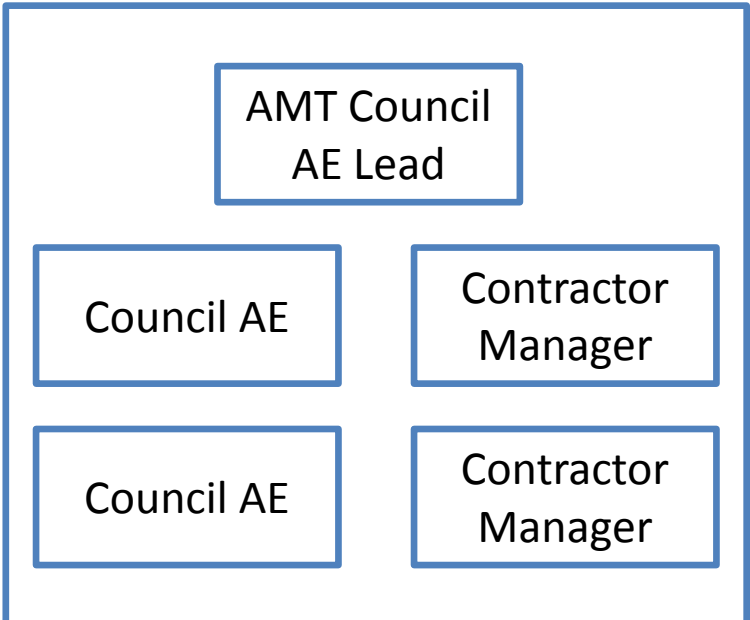 AMT Council
AE Lead
Council AE
Contractor
Manager
Council AE
Contractor
Manager